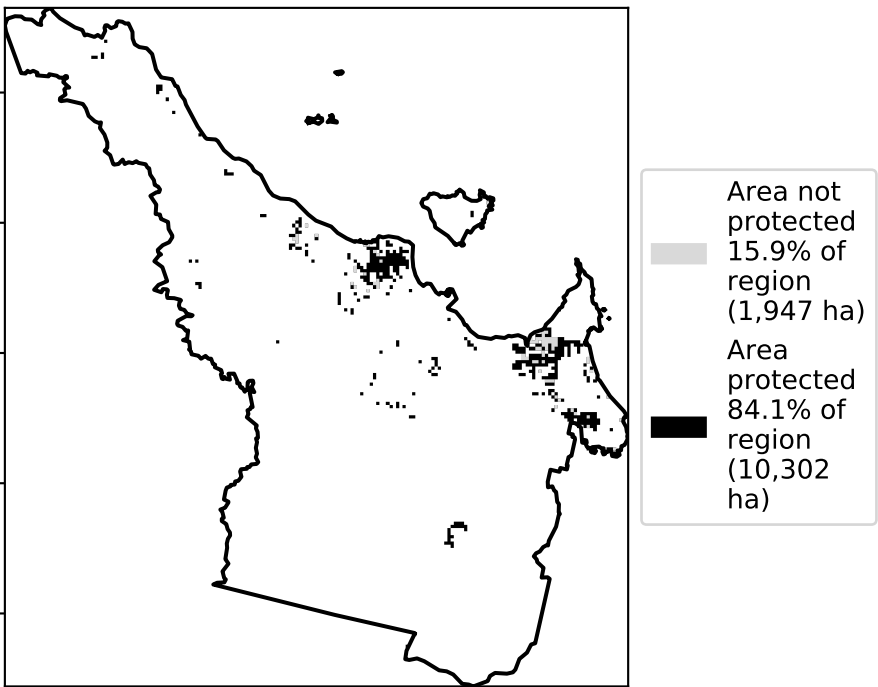 Area not
protected
15.9% of
region
(1,947 ha)
Area
protected
84.1% of
region
(10,302
ha)